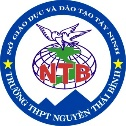 SỞ GIÁO DỤC VÀ ĐÀO TẠO TÂY NINH
NTB
TRƯỜNG THPT NGUYỄN THÁI BÌNH